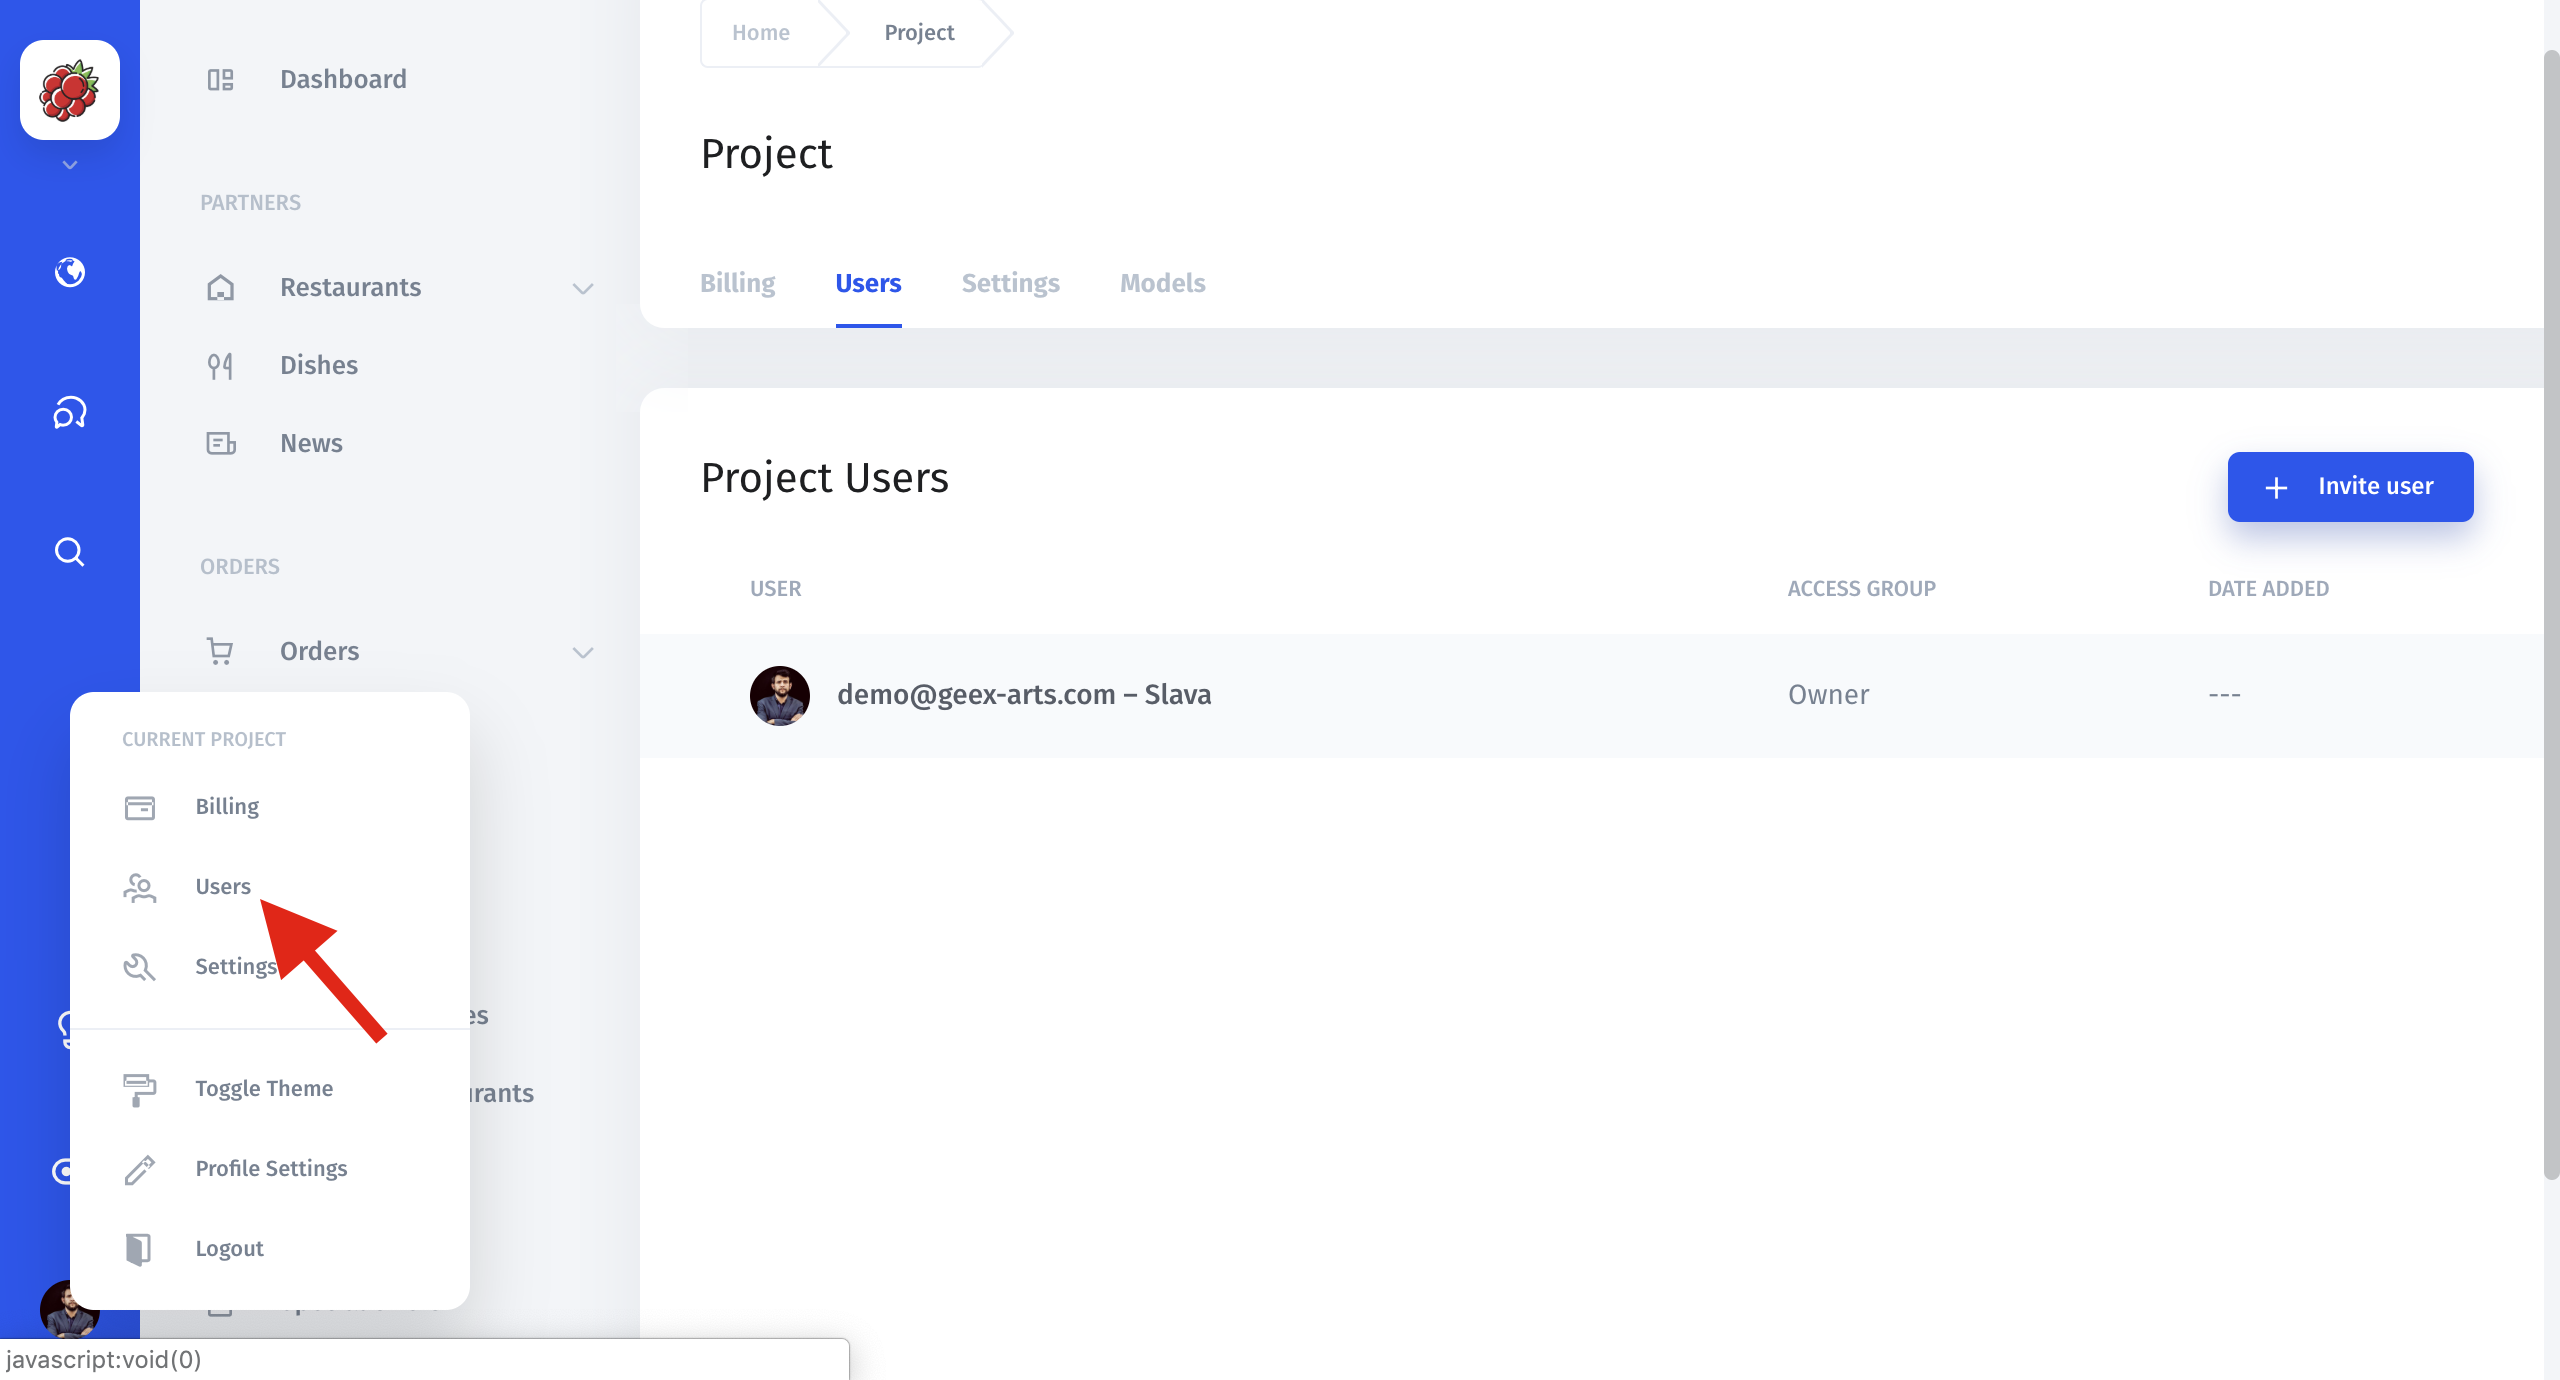 Dashboard
PARTNERS
Restaurants
Dishes
News
ORDERS
Orders
es
urants
CURRENT PROJECT
Billing
Users
Settings
Toggle Theme
Profile Settings
Logout
javascript:void(0)
Home
Project
Project
Billing Users Settings Models
Project Users
Invite user
USER ACCESS GROUP DATE ADDED
demo@geex-arts.com – Slava Owner ---